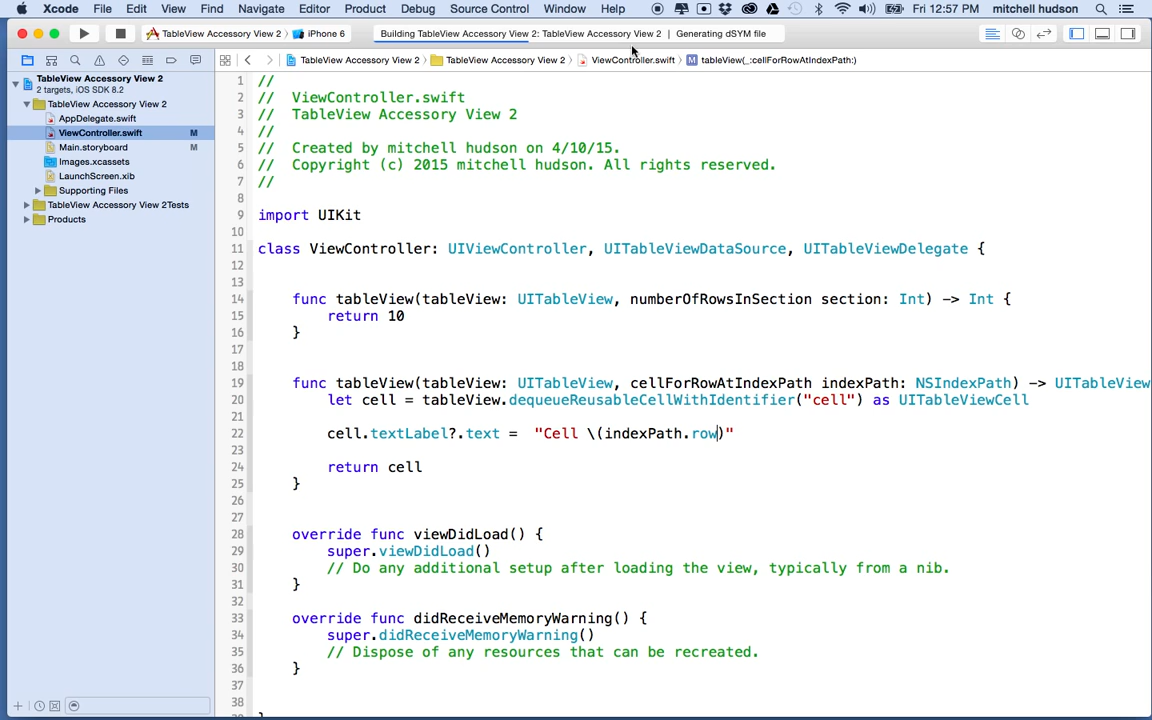 Xcode File Edit View Find Navigate Editor Product Debug Source Control Window Help Fri 12:57 PM mitchell hudson
TableView Accessory View 2 〉 iPhone 6 Building TableView Accessory View 2: TableView Accessory View 2 | Generating dSYM file
TableView Accessory View 2 〉 TableView Accessory View 2 〉 ViewController.swift 〉 M tableView(_:cellForRowAtIndexPath:)
TableView Accessory View 2
2 targets, iOS SDK 8.2
TableView Accessory View 2
AppDelegate.swift
ViewController.swift M
Main.storyboard M
Images.xcassets
LaunchScreen.xib
Supporting Files
TableView Accessory View 2Tests
Products
1 //
2 // ViewController.swift
3 // TableView Accessory View 2
4 //
5 // Created by mitchell hudson on 4/10/15.
6 // Copyright (c) 2015 mitchell hudson. All rights reserved.
7 //
8
9 import UIKit
10
11 class ViewController: UIViewController, UITableViewDataSource, UITableViewDelegate {
12
13
14 func tableView(tableView: UITableView, numberOfRowsInSection section: Int) -> Int {
15 return 10
16 }
17
18
19 func tableView(tableView: UITableView, cellForRowAtIndexPath indexPath: NSIndexPath) -> UITableView
20 let cell = tableView.dequeueReusableCellWithIdentifier("cell") as UITableViewCell
21
22 cell.textLabel?.text = "Cell \(indexPath.row)"
23
24 return cell
25 }
26
27
28 override func viewDidLoad() {
29 super.viewDidLoad()
30 // Do any additional setup after loading the view, typically from a nib.
31 }
32
33 override func didReceiveMemoryWarning() {
34 super.didReceiveMemoryWarning()
35 // Dispose of any resources that can be recreated.
36 }
37
38